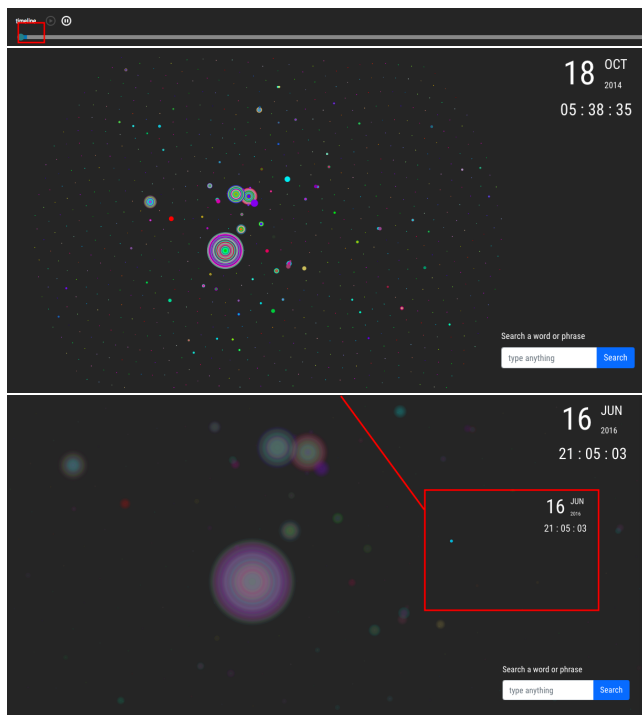 timeline
18 OCT
2014
05 : 38 : 35
Search a word or phrase
type anything Search
16 JUN
2016
21 : 05 : 03
16 JUN
2016
21 : 05 : 03
Search a word or phrase
type anything Search